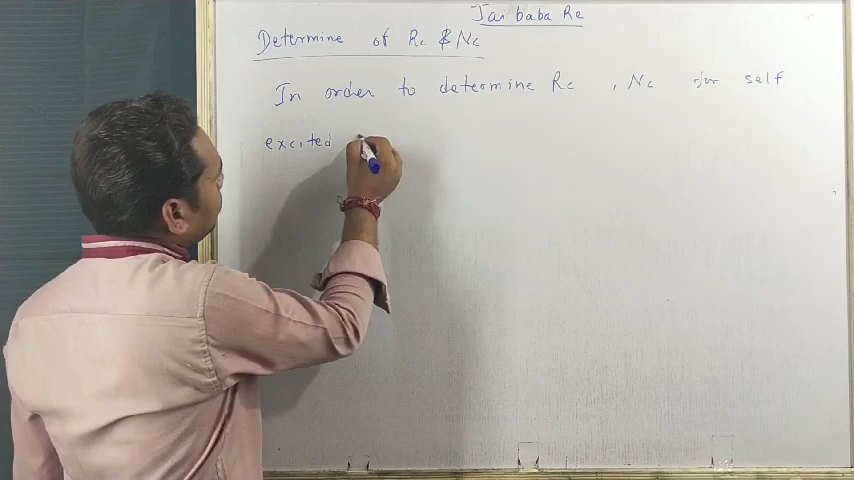 Jai baba Re
Determine of Rc & Nc
In order to determine Rc , Nc for self
excited